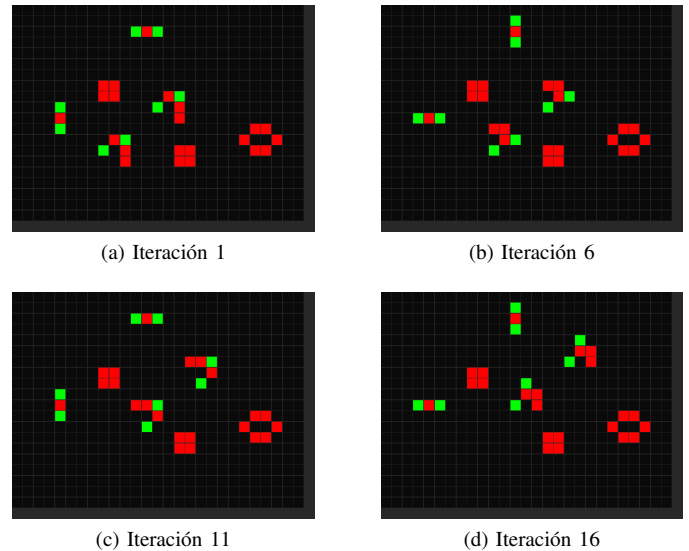 (a) Iteración 1
(b) Iteración 6
(c) Iteración 11
(d) Iteración 16